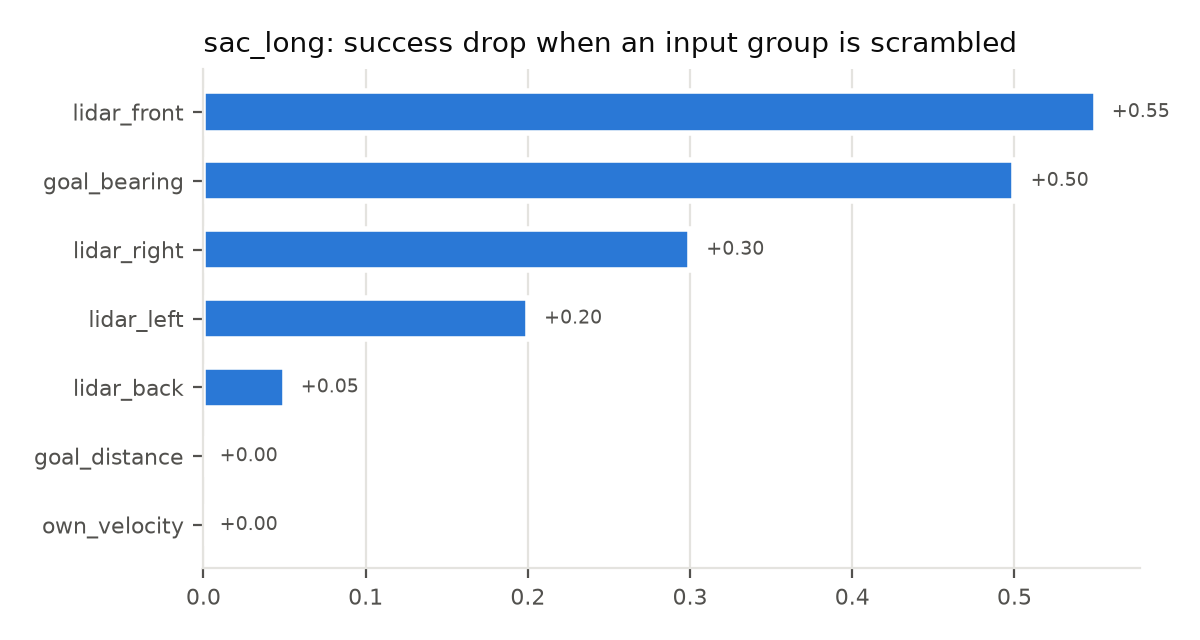 sac_long: success drop when an input group is scrambled
lidar_front +0.55
goal_bearing +0.50
lidar_right +0.30
lidar_left +0.20
lidar_back +0.05
goal_distance +0.00
own_velocity +0.00
0.0 0.1 0.2 0.3 0.4 0.5